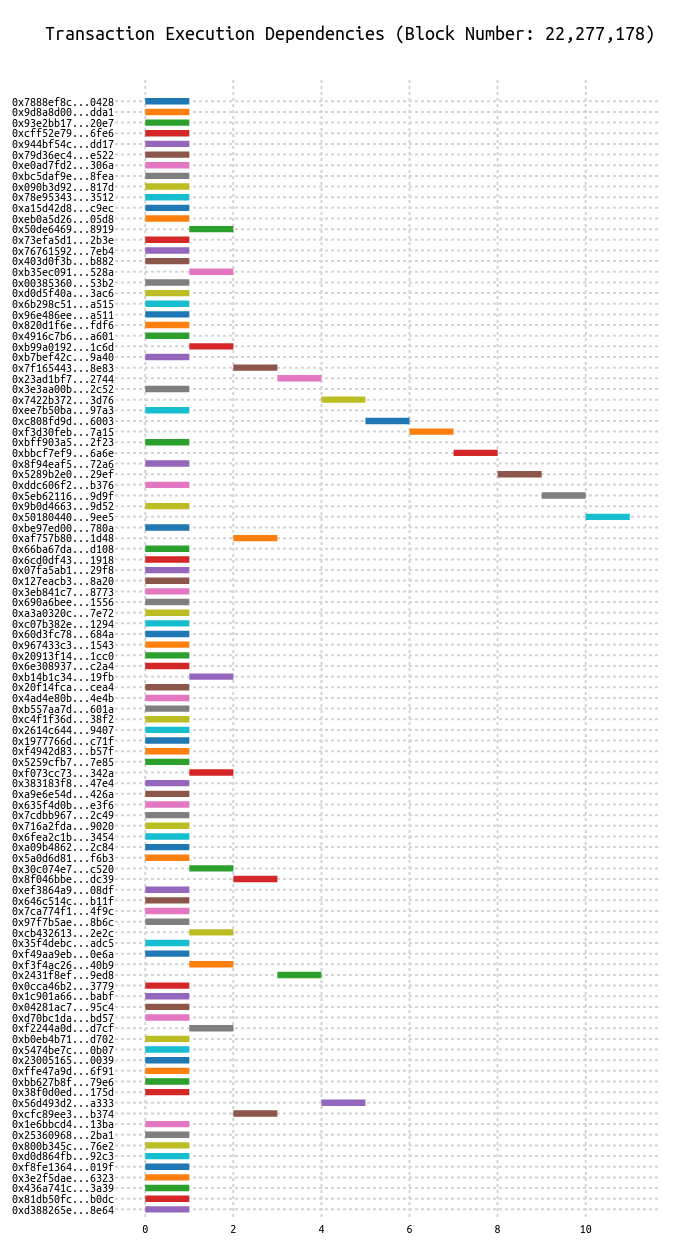 Transaction Execution Dependencies (Block Number: 22,277,178)
0x7888ef8c...0428
0x9d8a8d00...dda1
0x93e2bb17...20e7
0xcff52e79...6fe6
0x944bf54c...dd17
0x79d36ec4...e522
0xe0ad7fd2...306a
0xbc5daf9e...8fea
0x090b3d92...817d
0x78e95343...3512
0xa15d42d8...c9ec
0xeb0a5d26...05d8
0x50de6469...8919
0x73efa5d1...2b3e
0x76761592...7eb4
0x403d0f3b...b882
0xb35ec091...528a
0x00385360...53b2
0xd0d5f40a...3ac6
0x6b298c51...a515
0x96e486ee...a511
0x820d1f6e...fdf6
0x4916c7b6...a601
0xb99a0192...1c6d
0xb7bef42c...9a40
0x7f165443...8e83
0x23ad1bf7...2744
0x3e3aa00b...2c52
0x7422b372...3d76
0xee7b50ba...97a3
0xc808fd9d...6003
0xf3d30feb...7a15
0xbff903a5...2f23
0xbbcf7ef9...6a6e
0x8f94eaf5...72a6
0x5289b2e0...29ef
0xddc606f2...b376
0x5eb62116...9d9f
0x9b0d4663...9d52
0x50180440...9ee5
0xbe97ed00...780a
0xaf757b80...1d48
0x66ba67da...d108
0x6cd0df43...1918
0x07fa5ab1...29f8
0x127eacb3...8a20
0x3eb841c7...8773
0x690a6bee...1556
0xa3a0320c...7e72
0xc07b382e...1294
0x60d3fc78...684a
0x967433c3...1543
0x20913f14...1cc0
0x6e308937...c2a4
0xb14b1c34...19fb
0x20f14fca...cea4
0x4ad4e80b...4e4b
0xb557aa7d...601a
0xc4f1f36d...38f2
0x2614c644...9407
0x1977766d...c71f
0xf4942d83...b57f
0x5259cfb7...7e85
0xf073cc73...342a
0x383183f8...47e4
0xa9e6e54d...426a
0x635f4d0b...e3f6
0x7cdbb967...2c49
0x716a2fda...9020
0x6fea2c1b...3454
0xa09b4862...2c84
0x5a0d6d81...f6b3
0x30c074e7...c520
0x8f046bbe...dc39
0xef3864a9...08df
0x646c514c...b11f
0x7ca774f1...4f9c
0x97f7b5ae...8b6c
0xcb432613...2e2c
0x35f4debc...adc5
0xf49aa9eb...0e6a
0xf3f4ac26...40b9
0x2431f8ef...9ed8
0x0cca46b2...3779
0x1c901a66...babf
0x04281ac7...95c4
0xd70bc1da...bd57
0xf2244a0d...d7cf
0xb0eb4b71...d702
0x5474be7c...0b07
0x23005165...0039
0xffe47a9d...6f91
0xbb627b8f...79e6
0x38f0d0ed...175d
0x56d493d2...a333
0xcfc89ee3...b374
0x1e6bbcd4...13ba
0x25360968...2ba1
0x800b345c...76e2
0xd0d864fb...92c3
0xf8fe1364...019f
0x3e2f5dae...6323
0x436a741c...3a39
0x81db50fc...b0dc
0xd388265e...8e64
0 2 4 6 8 10